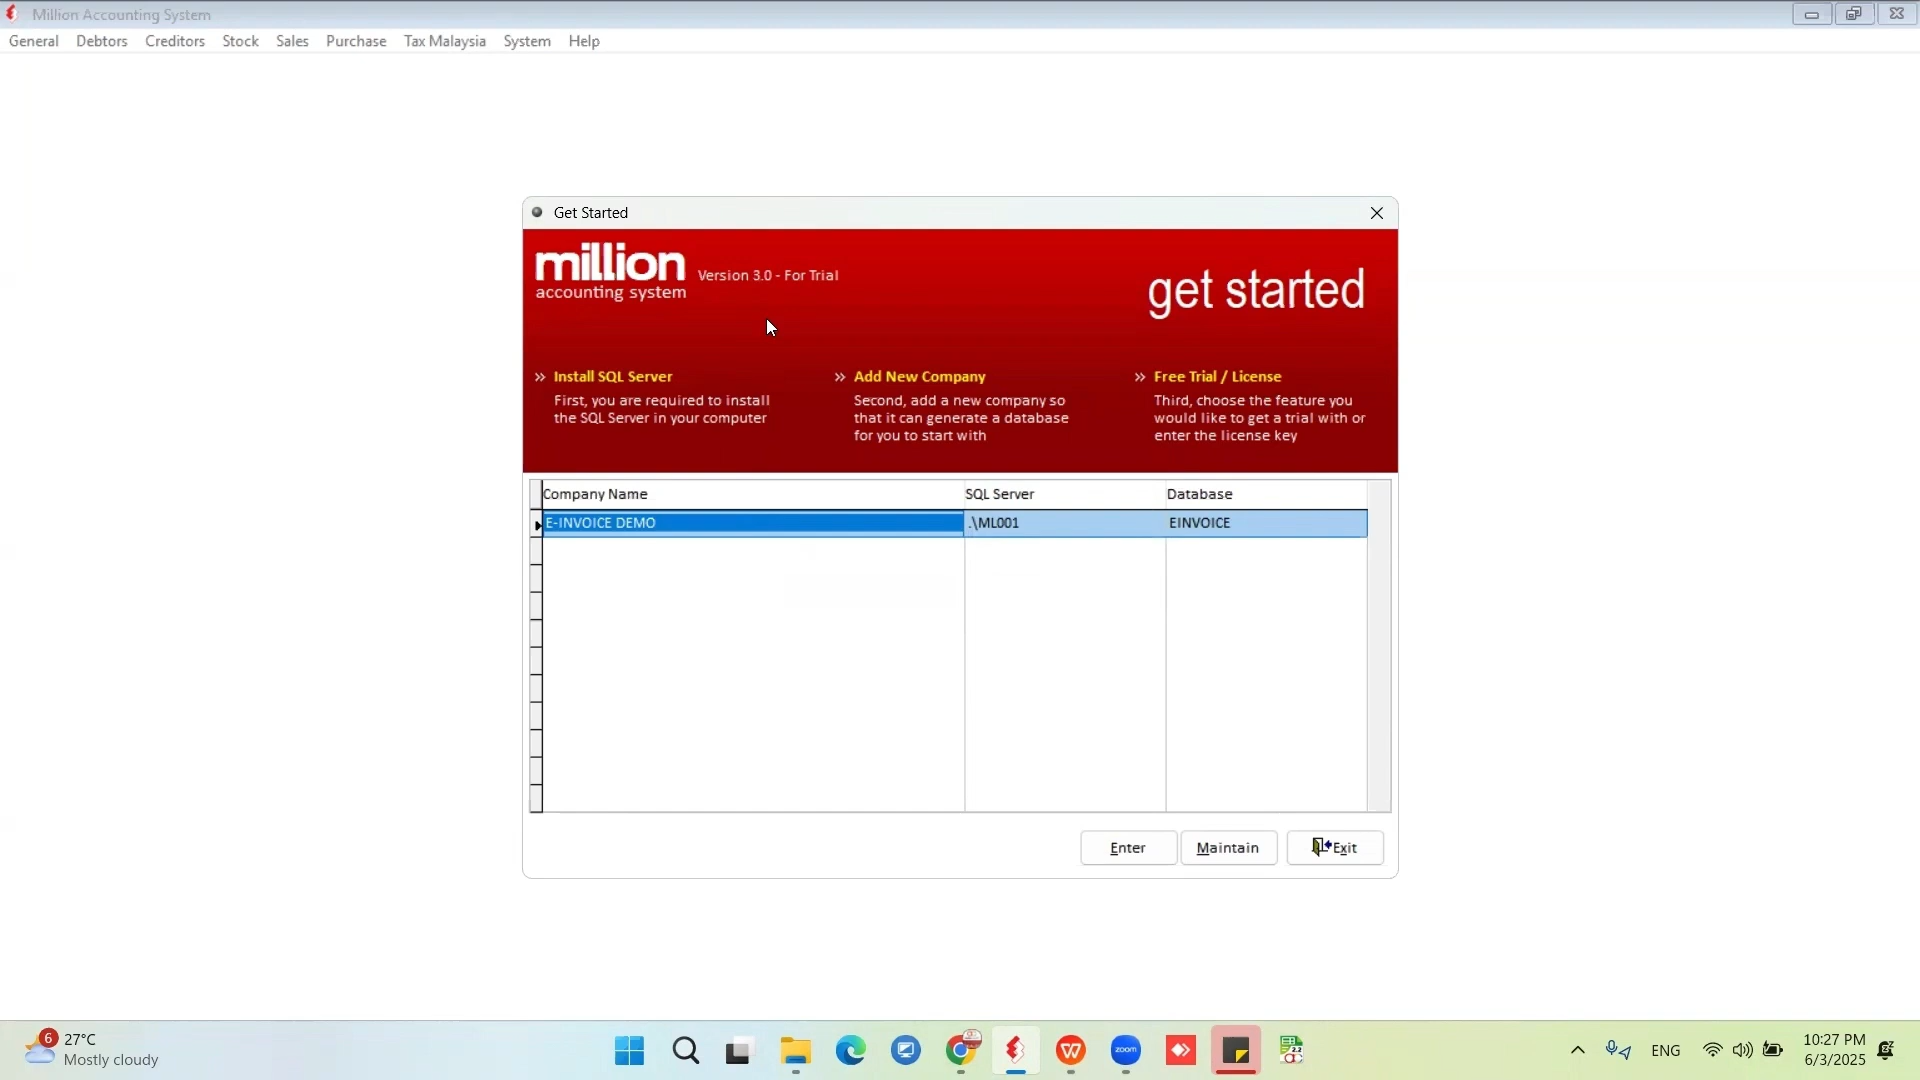 Million Accounting System
General Debtors Creditors Stock Sales Purchase Tax Malaysia System Help
Get Started
million
accounting system
Version 3.0 - For Trial
get started
» Install SQL Server
First, you are required to install
the SQL Server in your computer
» Add New Company
Second, add a new company so
that it can generate a database
for you to start with
» Free Trial / License
Third, choose the feature you
would like to get a trial with or
enter the license key
Company Name SQL Server Database
E-INVOICE DEMO .\ML001 EINVOICE
Enter Maintain Exit
6
27°C
Mostly cloudy
zoom
2.2
ENG
10:27 PM
6/3/2025